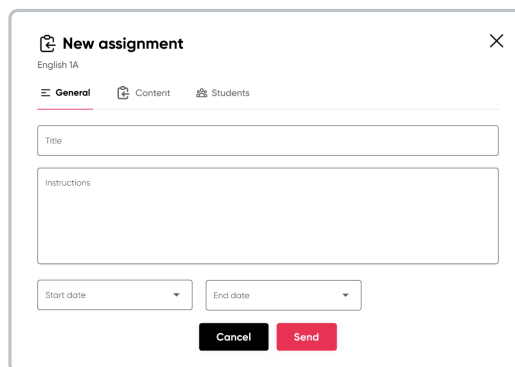 New assignment
English 1A
General Content Students
Title
Instructions
Start date End date
Cancel Send